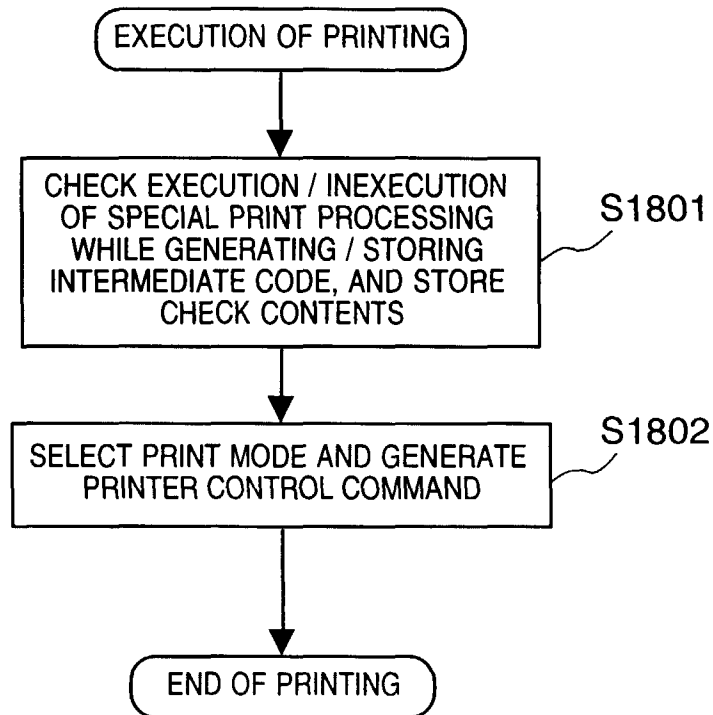 EXECUTION OF PRINTING
CHECK EXECUTION / INEXECUTION
OF SPECIAL PRINT PROCESSING
WHILE GENERATING / STORING
INTERMEDIATE CODE, AND STORE
CHECK CONTENTS
S1801
SELECT PRINT MODE AND GENERATE
PRINTER CONTROL COMMAND
S1802
END OF PRINTING